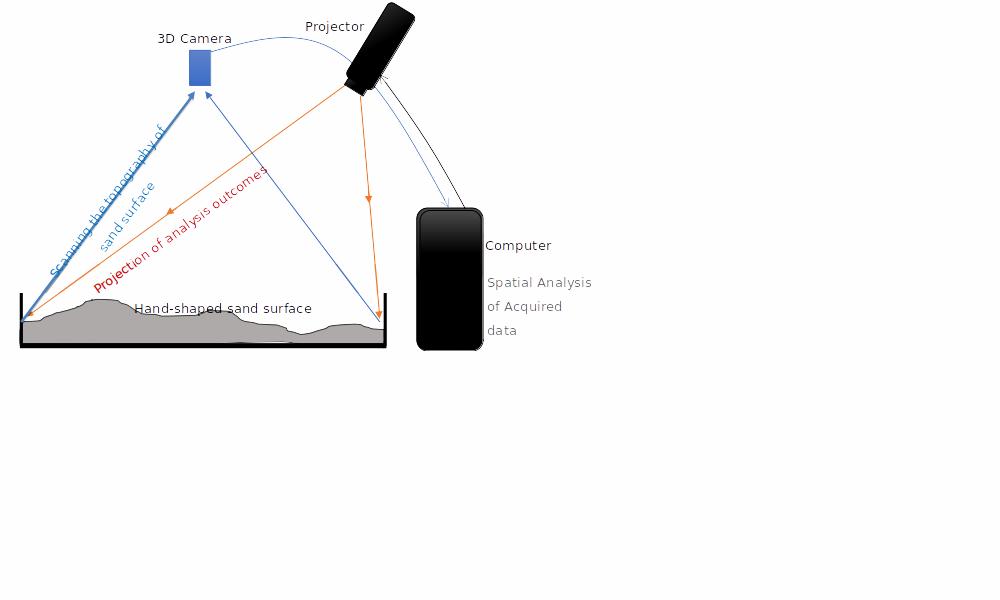 Projector
3D Camera
Scanning the topography of
sand surface
Projection of analysis outcomes
Hand-shaped sand surface
Computer
Spatial Analysis
of Acquired
data